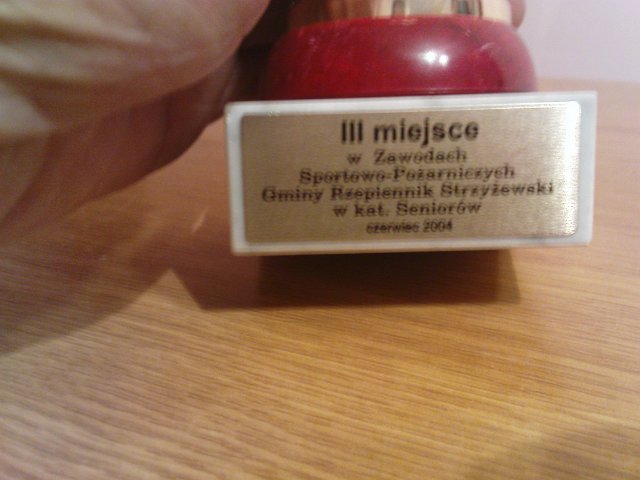 III miejsce
w Zawodach
Sportowo-Pożarniczych
Gminy Rzepiennik Strzyżewski
w kat. Seniorów
czerwiec 2004